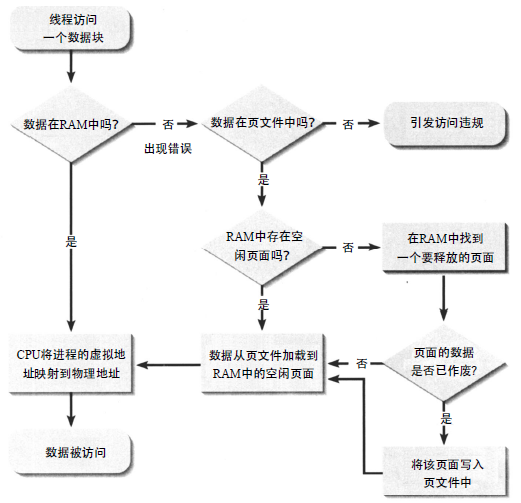 线程访问
一个数据块
数据在RAM中吗?
否
出现错误
数据在页文件中吗?
否
引发访问违规
是
是
RAM中存在空
闲页面吗?
否
在RAM中找到
一个要释放的页面
是
CPU将进程的虚拟地
址映射到物理地址
数据从页文件加载到
RAM中的空闲页面
否
页面的数据
是否已作废?
是
数据被访问
将该页面写入
页文件中